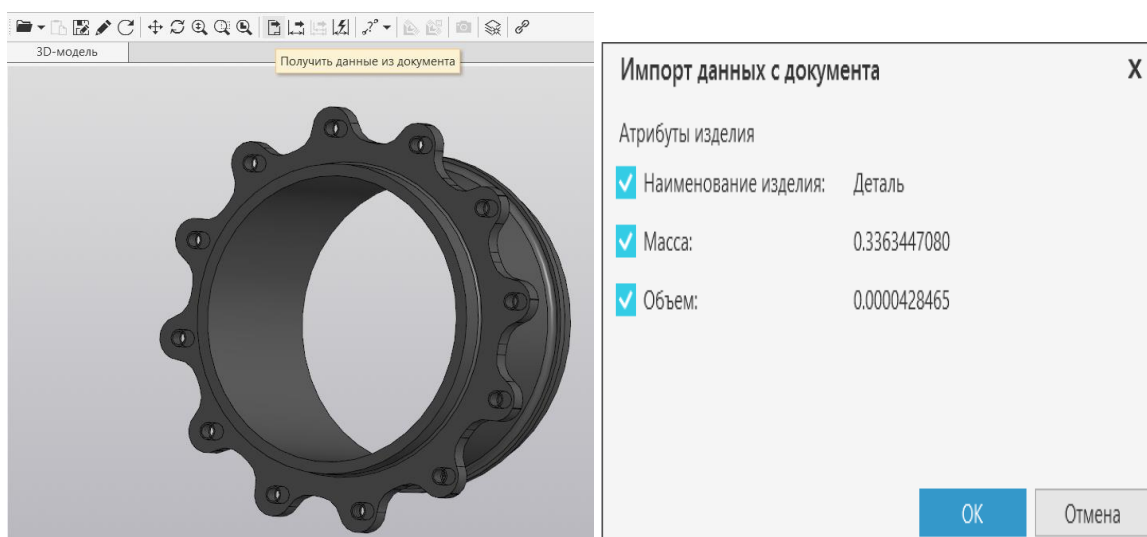 3D-модель
Получить данные из документа
Импорт данных с документа
X
Атрибуты изделия
Наименование изделия: Деталь
Масса: 0.3363447080
Объем: 0.0000428465
ОК Отмена